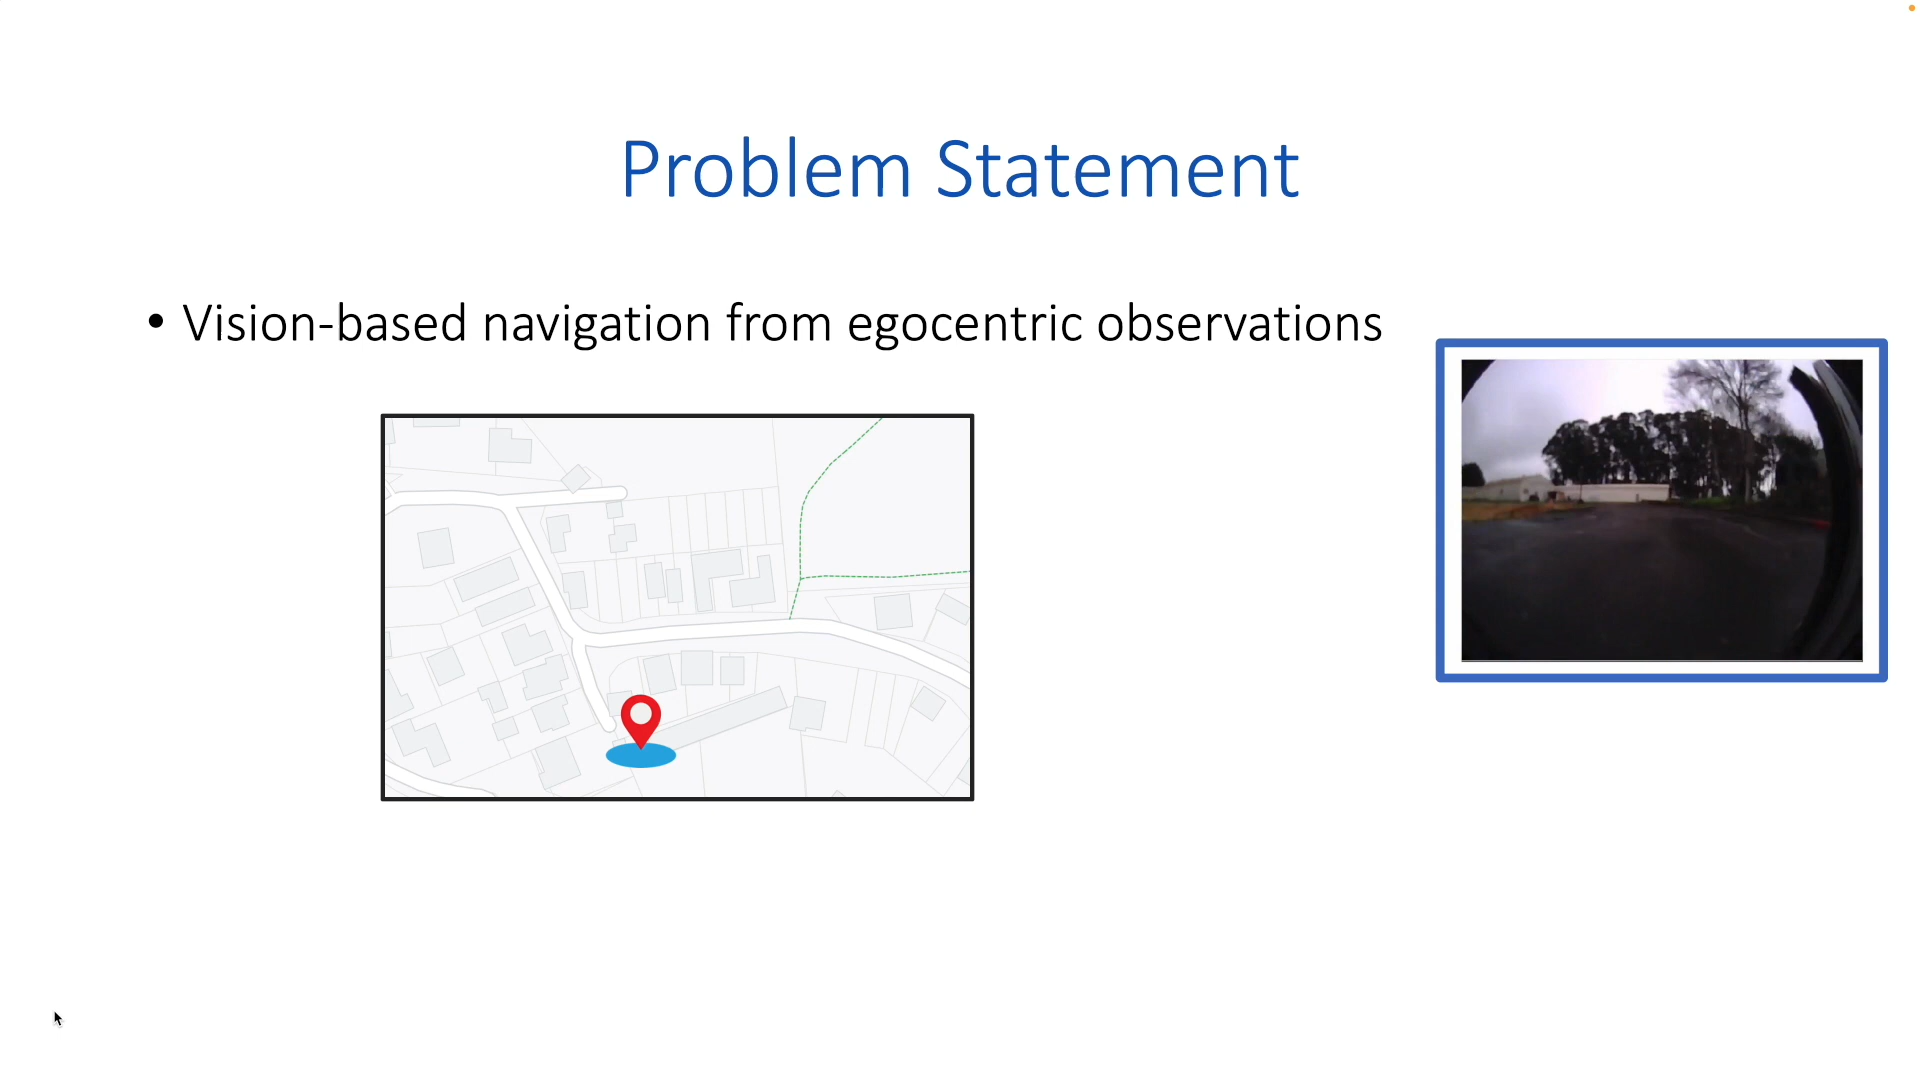 Problem Statement
• Vision-based navigation from egocentric observations